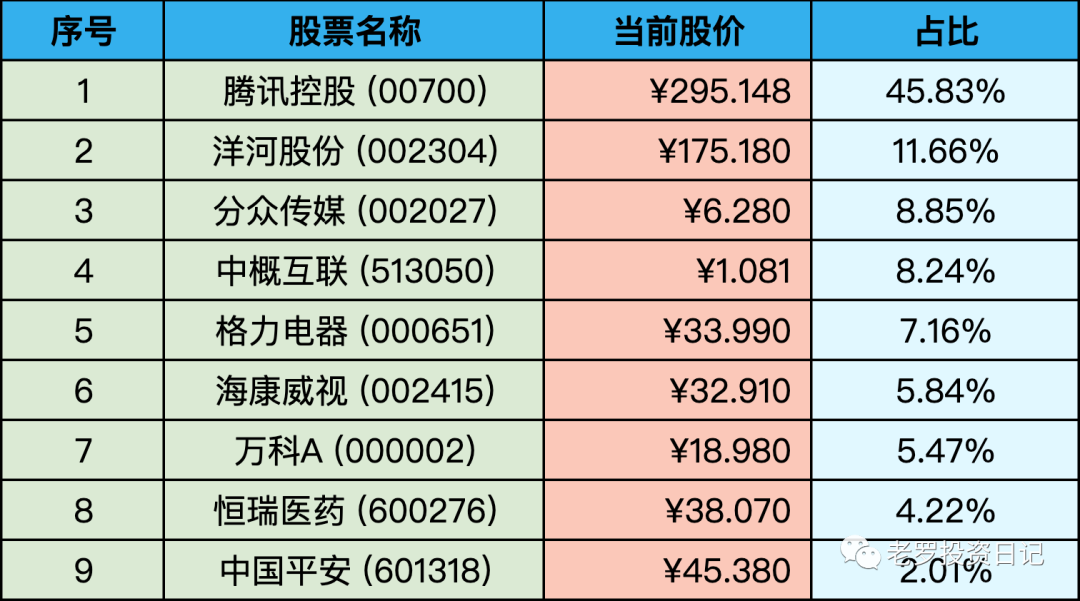 序号 股票名称 当前股价 占比
1 腾讯控股 (00700) ¥295.148 45.83%
2 洋河股份 (002304) ¥175.180 11.66%
3 分众传媒 (002027) ¥6.280 8.85%
4 中概互联 (513050) ¥1.081 8.24%
5 格力电器 (000651) ¥33.990 7.16%
6 海康威视 (002415) ¥32.910 5.84%
7 万科A (000002) ¥18.980 5.47%
8 恒瑞医药 (600276) ¥38.070 4.22%
9 中国平安 (601318) ¥45.380 2.01%
老罗投资日记